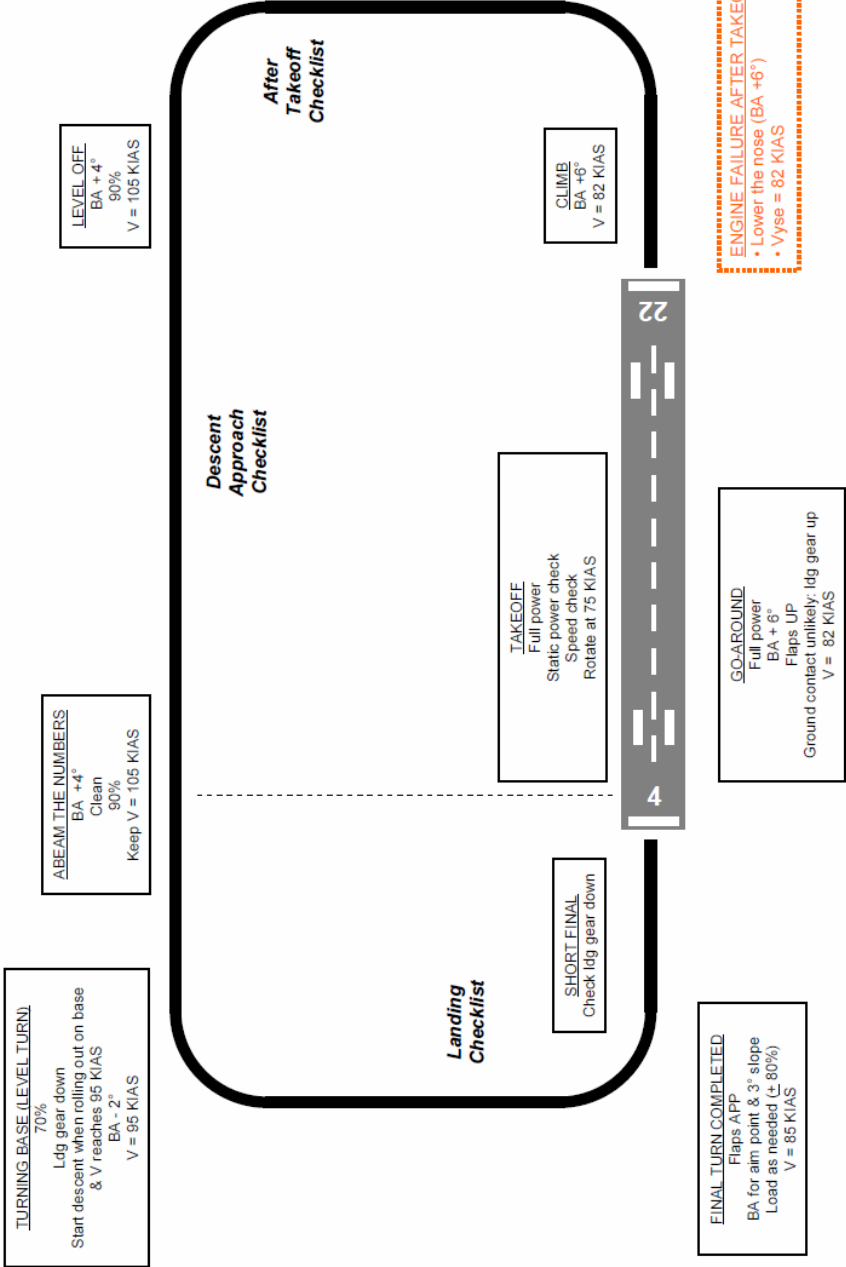 TURNING BASE (LEVEL TURN)
70%
Ldg gear down
Start descent when rolling out on base
& V reaches 95 KIAS
BA - 2°
V = 95 KIAS
ABEAM THE NUMBERS
BA +4°
Clean
90%
Keep V = 105 KIAS
LEVEL OFF
BA + 4°
90%
V = 105 KIAS
Descent
Approach
Checklist
After
Takeoff
Checklist
Landing
Checklist
SHORT FINAL
Check ldg gear down
TAKEOFF
Full power
Static power check
Speed check
Rotate at 75 KIAS
CLIMB
BA +6°
V = 82 KIAS
4
22
FINAL TURN COMPLETED
Flaps APP
BA for aim point & 3° slope
Load as needed (± 80%)
V = 85 KIAS
GO-AROUND
Full power
BA + 6°
Flaps UP
Ground contact unlikely: ldg gear up
V = 82 KIAS
ENGINE FAILURE AFTER
• Lower the nose (BA +6°)
• Vyse = 82 KIAS